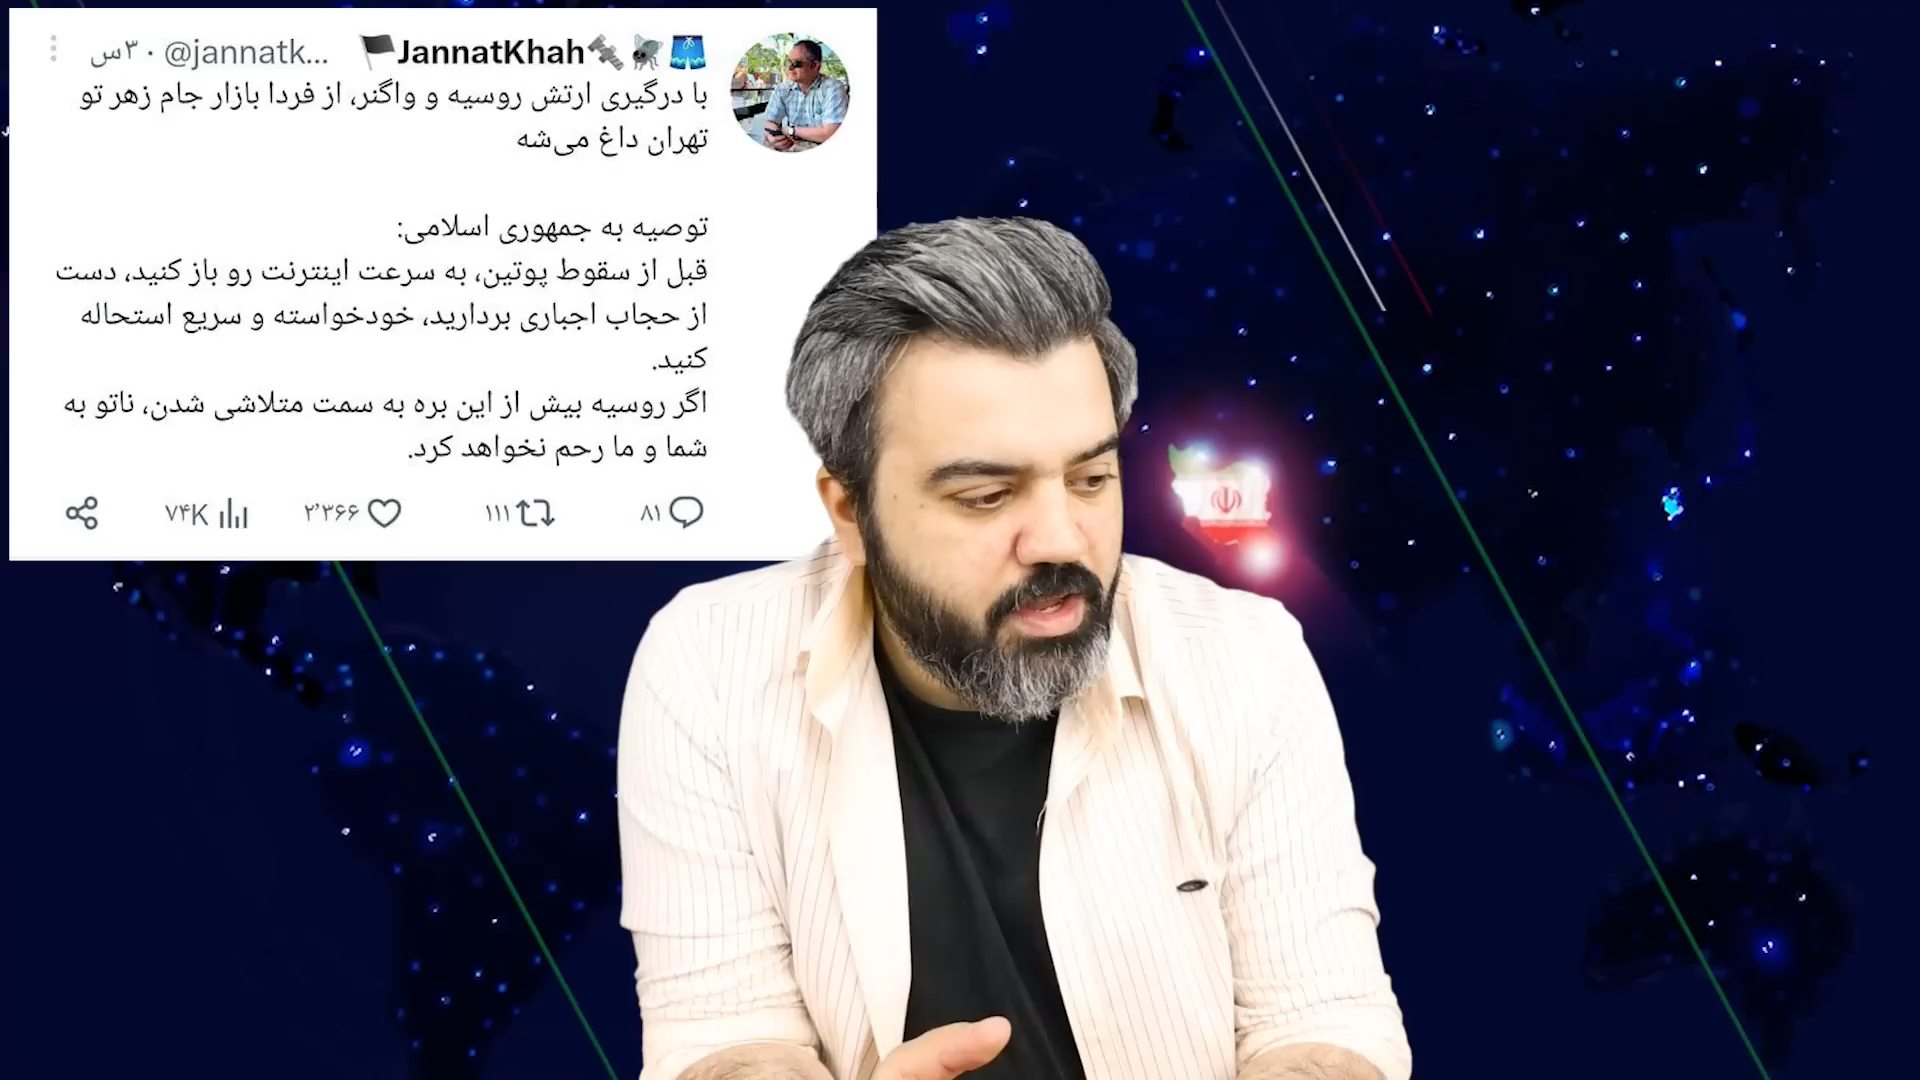 JannatKhah @jannatk... · ۳۰س
با درگیری ارتش روسیه و واگنر، از فردا بازار جام زهر تو
تهران داغ می‌شه
توصیه به جمهوری اسلامی:
قبل از سقوط پوتین، به سرعت اینترنت رو باز کنید، دست
از حجاب اجباری بردارید، خودخواسته و سریع استحاله
کنید.
اگر روسیه بیش از این بره به سمت متلاشی شدن، ناتو به
شما و ما رحم نخواهد کرد.
۸۱ ۱۱۱ ۲٬۳۶۶ ۷۴K